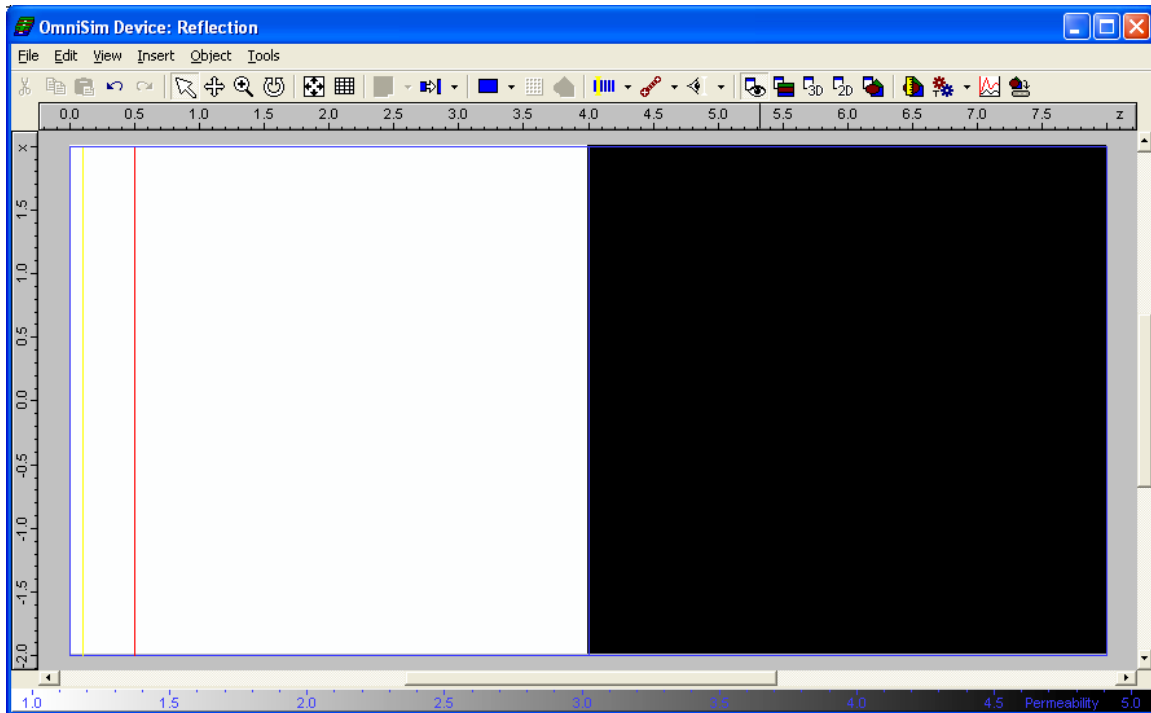 OmniSim Device: Reflection
File Edit View Insert Object Tools
3D 2D
0.0 0.5 1.0 1.5 2.0 2.5 3.0 3.5 4.0 4.5 5.0 5.5 6.0 6.5 7.0 7.5 z
x
1.5
1.0
0.5
0.0
-0.5
-1.0
-1.5
-2.0
1.0 1.5 2.0 2.5 3.0 3.5 4.0 4.5 Permeability 5.0